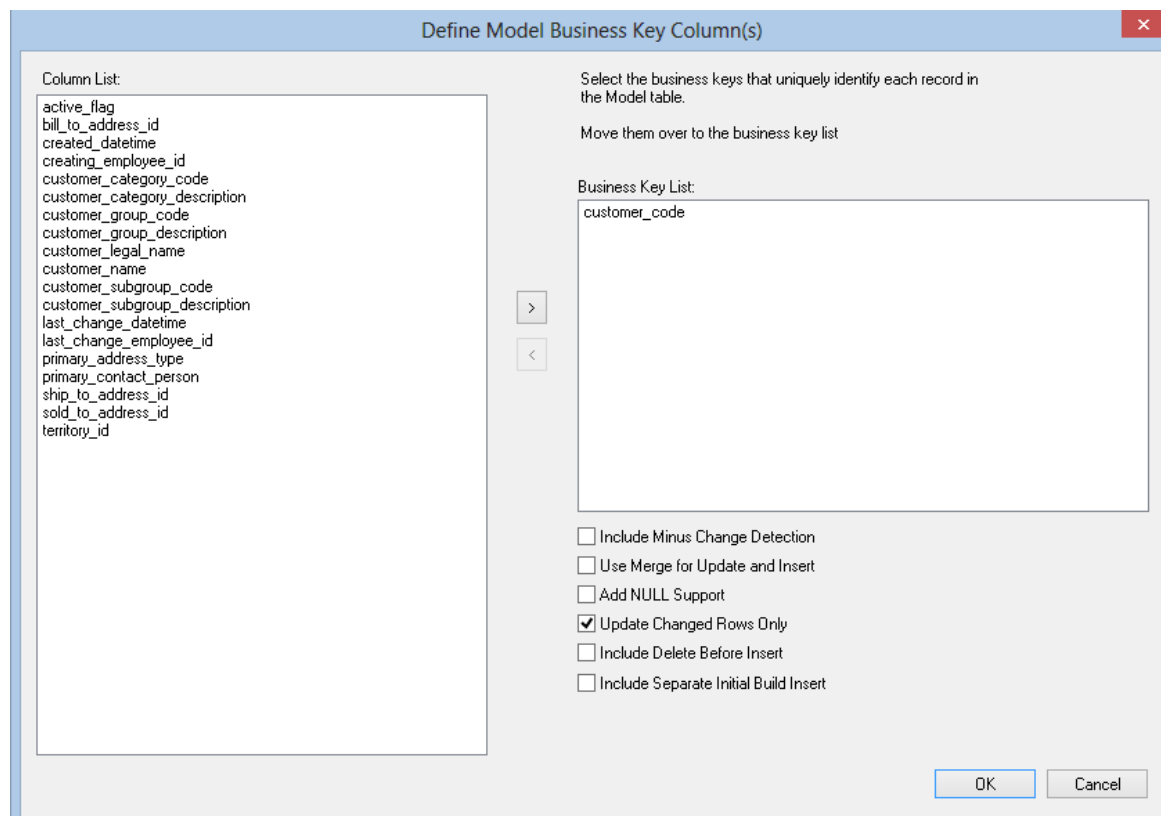 Define Model Business Key Column(s)
Column List:
active_flag
bill_to_address_id
created_datetime
creating_employee_id
customer_category_code
customer_category_description
customer_group_code
customer_group_description
customer_legal_name
customer_name
customer_subgroup_code
customer_subgroup_description
last_change_datetime
last_change_employee_id
primary_address_type
primary_contact_person
ship_to_address_id
sold_to_address_id
territory_id
>
<
Select the business keys that uniquely identify each record in
the Model table.
Move them over to the business key list
Business Key List:
customer_code
Include Minus Change Detection
Use Merge for Update and Insert
Add NULL Support
Update Changed Rows Only
Include Delete Before Insert
Include Separate Initial Build Insert
OK
Cancel